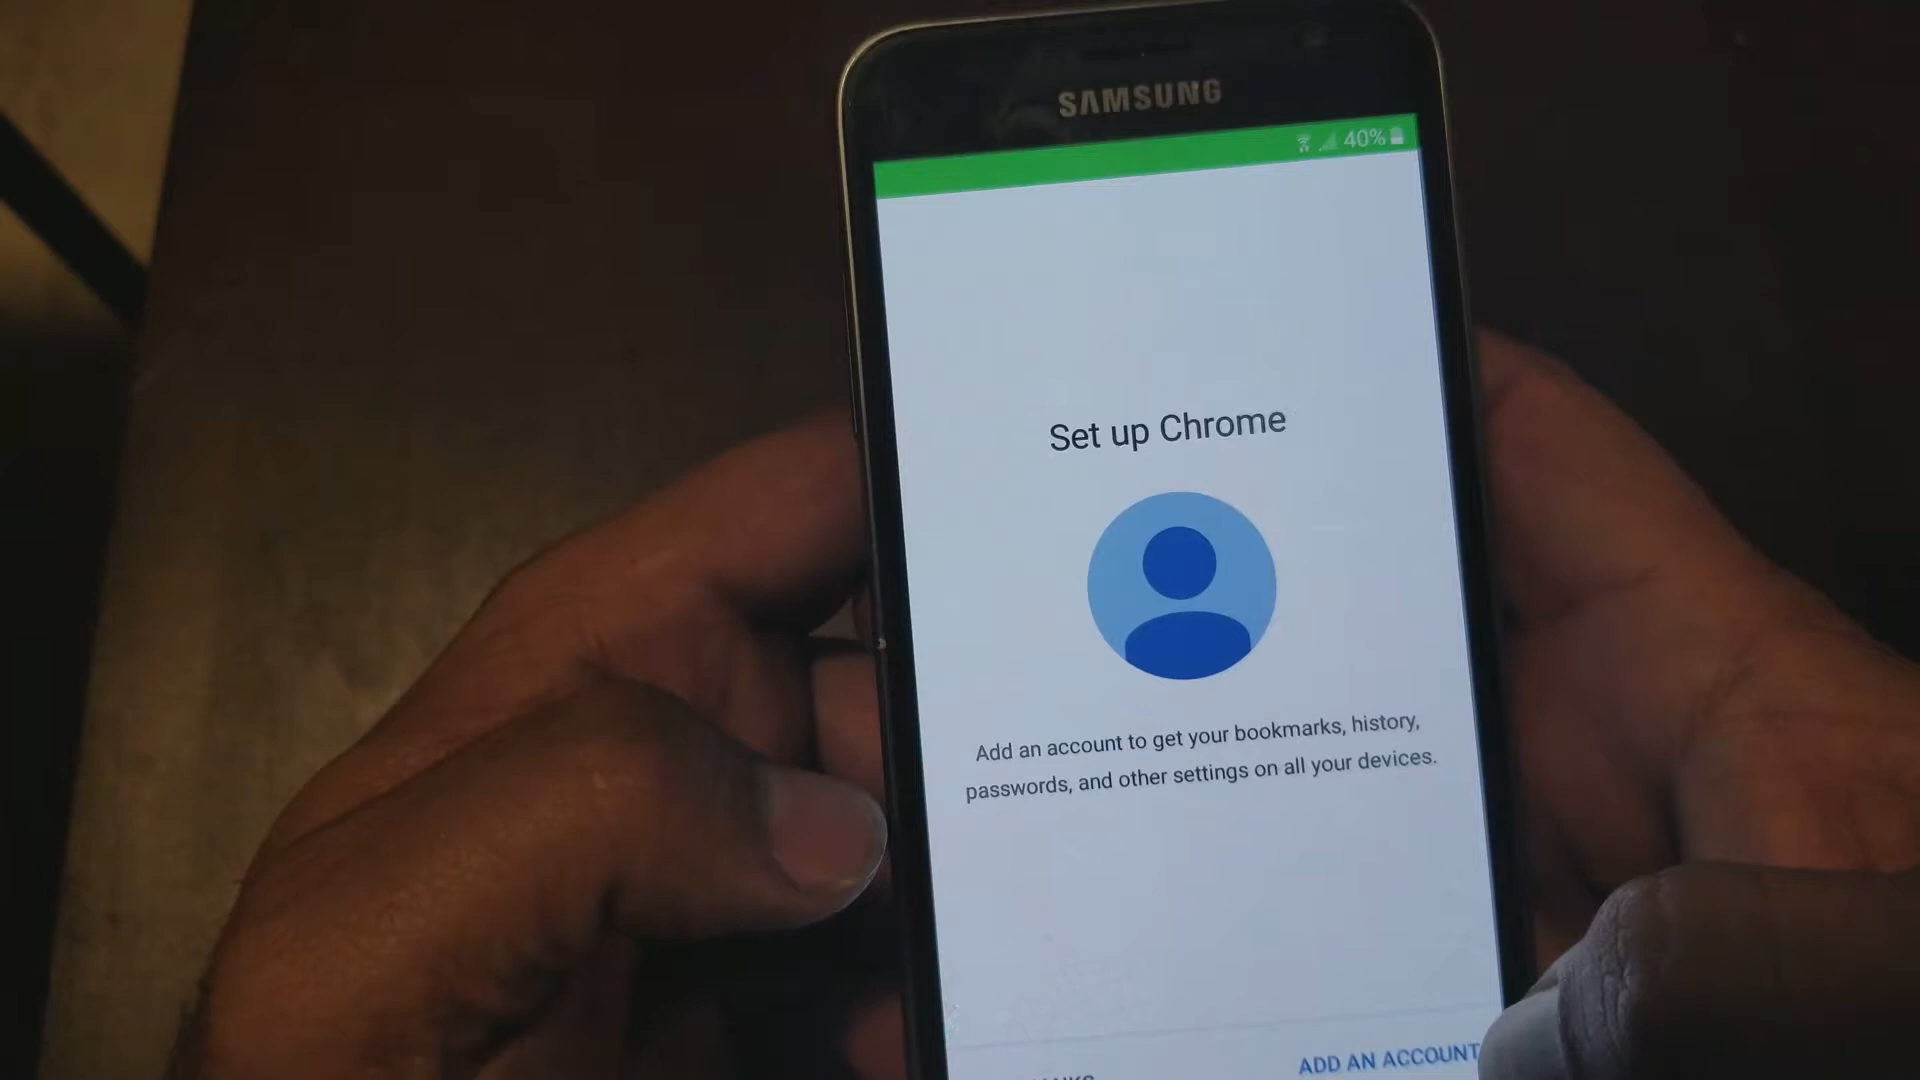 SAMSUNG
40%
Set up Chrome
Add an account to get your bookmarks, history,
passwords, and other settings on all your devices.
ADD AN ACCOUNT